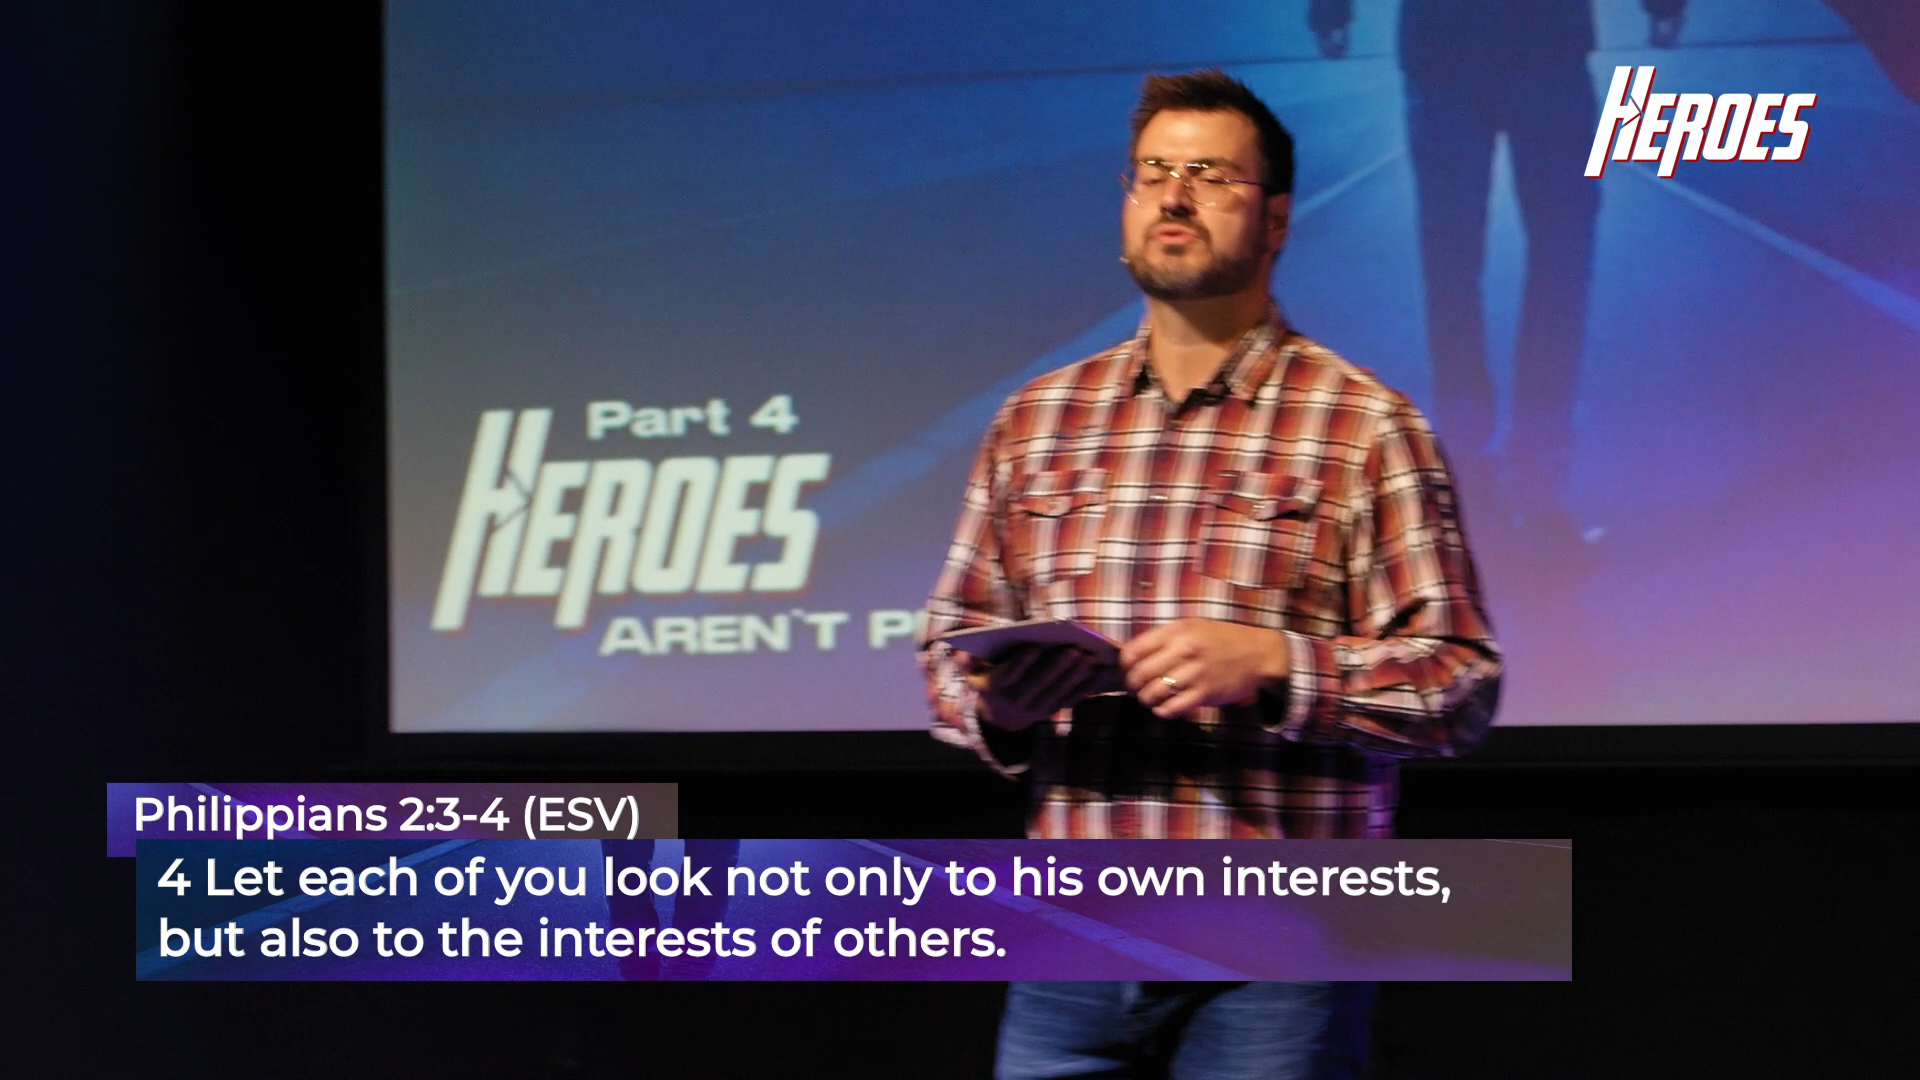 HEROES
Part 4
HEROES
AREN'T
Philippians 2:3-4 (ESV)
4 Let each of you look not only to his own interests,
but also to the interests of others.